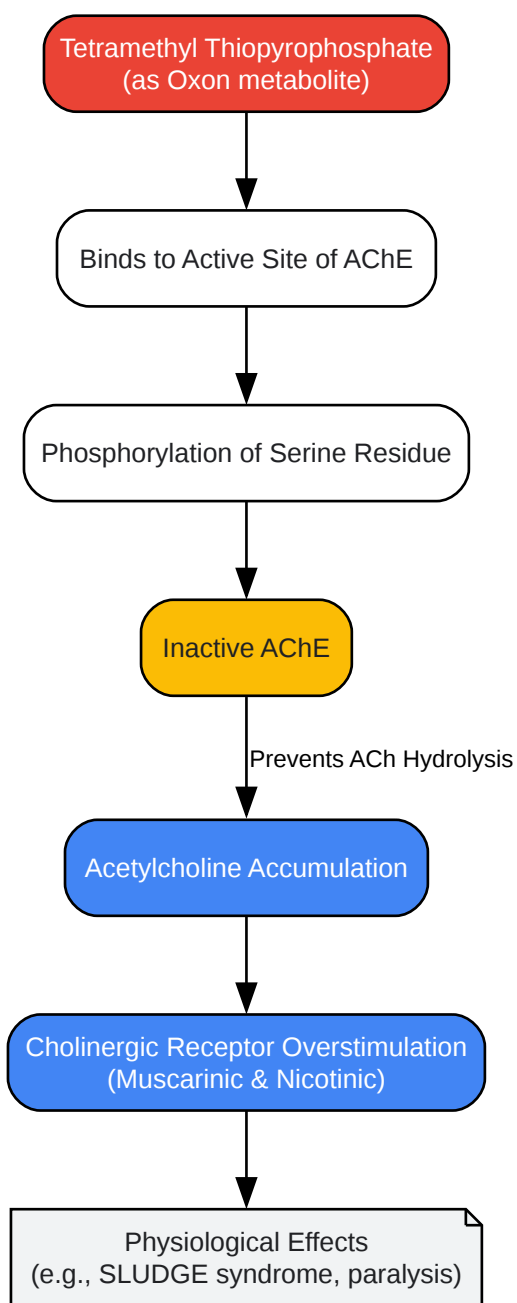 Tetramethyl Thiopyrophosphate
(as Oxon metabolite)
Binds to Active Site of AChE
Phosphorylation of Serine Residue
Inactive AChE
Prevents ACh Hydrolysis
Acetylcholine Accumulation
Cholinergic Receptor Overstimulation
(Muscarinic & Nicotinic)
Physiological Effects
(e.g., SLUDGE syndrome, paralysis)